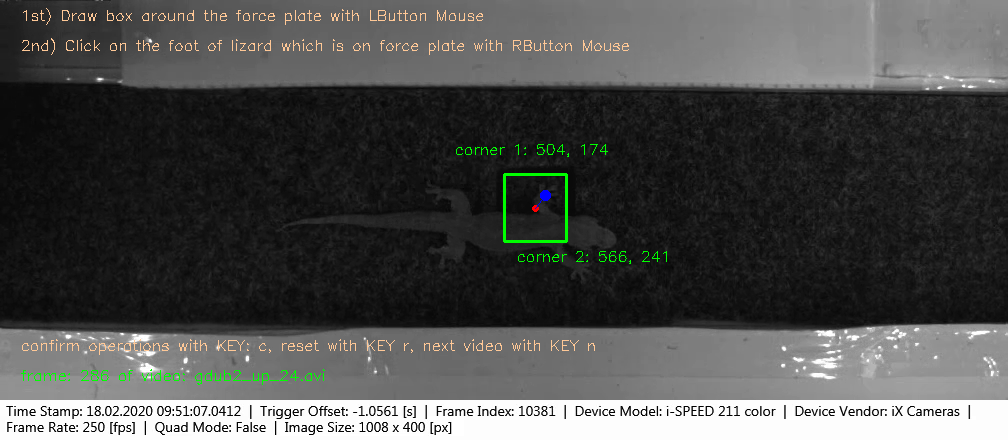 1st) Draw box around the force plate with LButton Mouse
2nd) Click on the foot of lizard which is on force plate with RButton Mouse
corner 1: 504, 174
corner 2: 566, 241
confirm operations with KEY: c, reset with KEY r, next video with KEY n
frame: 236 of video: gdub2_up_24.avi
Time Stamp: 18.02.2020 09:51:07.0412 | Trigger Offset: -1.0561 [s] | Frame Index: 10381 | Device Model: i-SPEED 211 color | Device Vendor: iX Cameras |
Frame Rate: 250 [fps] | Quad Mode: False | Image Size: 1008 x 400 [px]